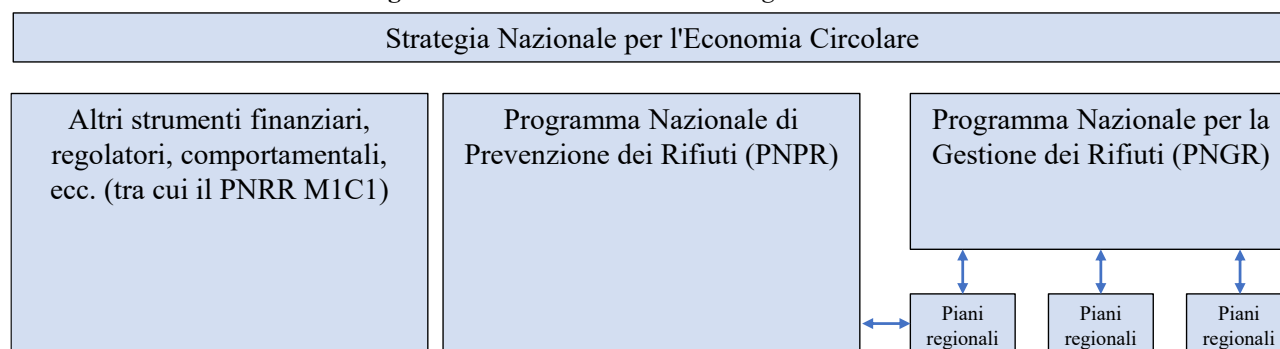 Strategia Nazionale per l'Economia Circolare
Altri strumenti finanziari,
regolatori, comportamentali,
ecc. (tra cui il PNRR M1C1)
Programma Nazionale di
Prevenzione dei Rifiuti (PNPR)
Programma Nazionale per la
Gestione dei Rifiuti (PNGR)
Piani
regionali
Piani
regionali
Piani
regionali